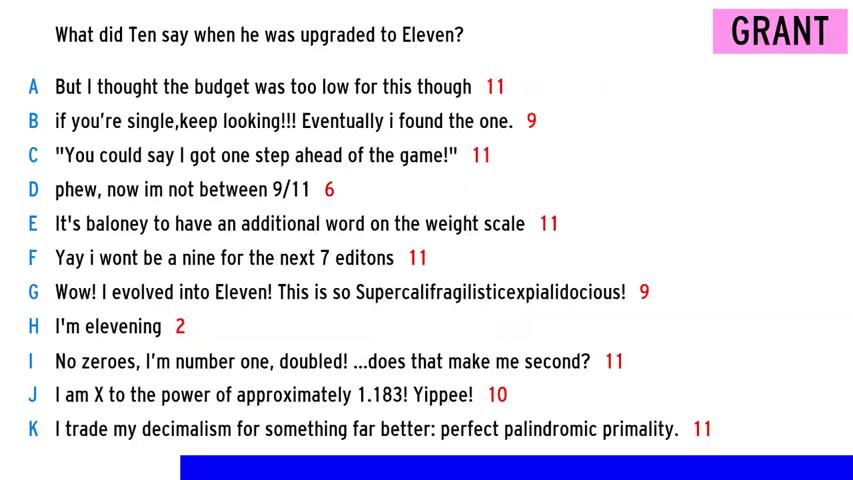 What did Ten say when he was upgraded to Eleven?
GRANT
A But I thought the budget was too low for this though 11
B if you're single,keep looking!!! Eventually i found the one. 9
C "You could say I got one step ahead of the game!" 11
D phew, now im not between 9/11 6
E It's baloney to have an additional word on the weight scale 11
F Yay i wont be a nine for the next 7 editons 11
G Wow! I evolved into Eleven! This is so Supercalifragilisticexpialidocious! 9
H I'm elevening 2
I No zeroes, I'm number one, doubled! ...does that make me second? 11
J I am X to the power of approximately 1.183! Yippee! 10
K I trade my decimalism for something far better: perfect palindromic primality. 11